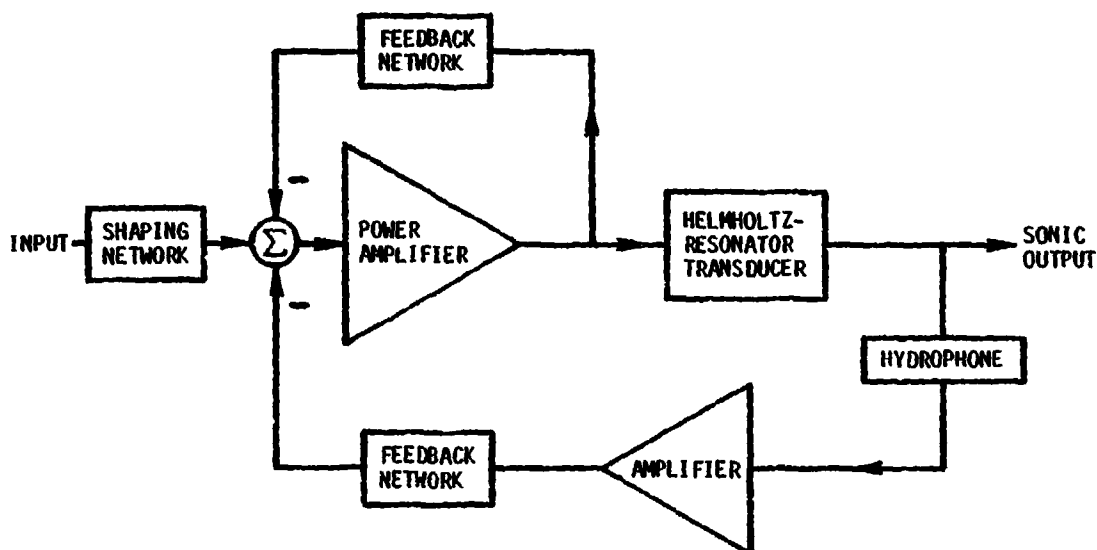 FEEDBACK
NETWORK
−
INPUT
SHAPING
NETWORK
Σ
POWER
AMPLIFIER
HELMHOLTZ-
RESONATOR
TRANSDUCER
SONIC
OUTPUT
−
HYDROPHONE
FEEDBACK
NETWORK
AMPLIFIER